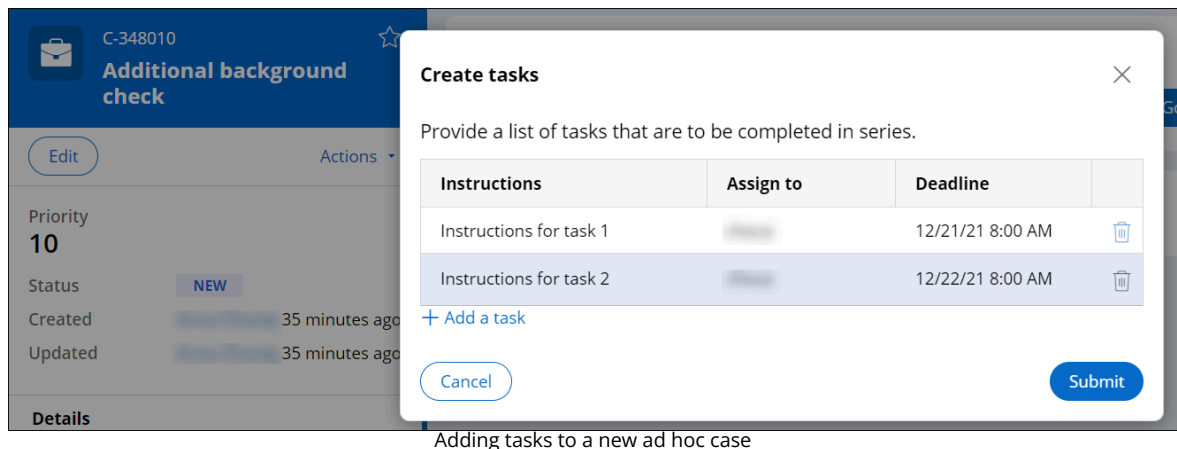 C-348010
Additional background
check
Edit
Actions
Priority
10
Status NEW
Created 35 minutes ago
Updated 35 minutes ago
Details
Create tasks
Provide a list of tasks that are to be completed in series.
Instructions Assign to Deadline
Instructions for task 1 12/21/21 8:00 AM
Instructions for task 2 12/22/21 8:00 AM
+ Add a task
Cancel
Submit
Adding tasks to a new ad hoc case